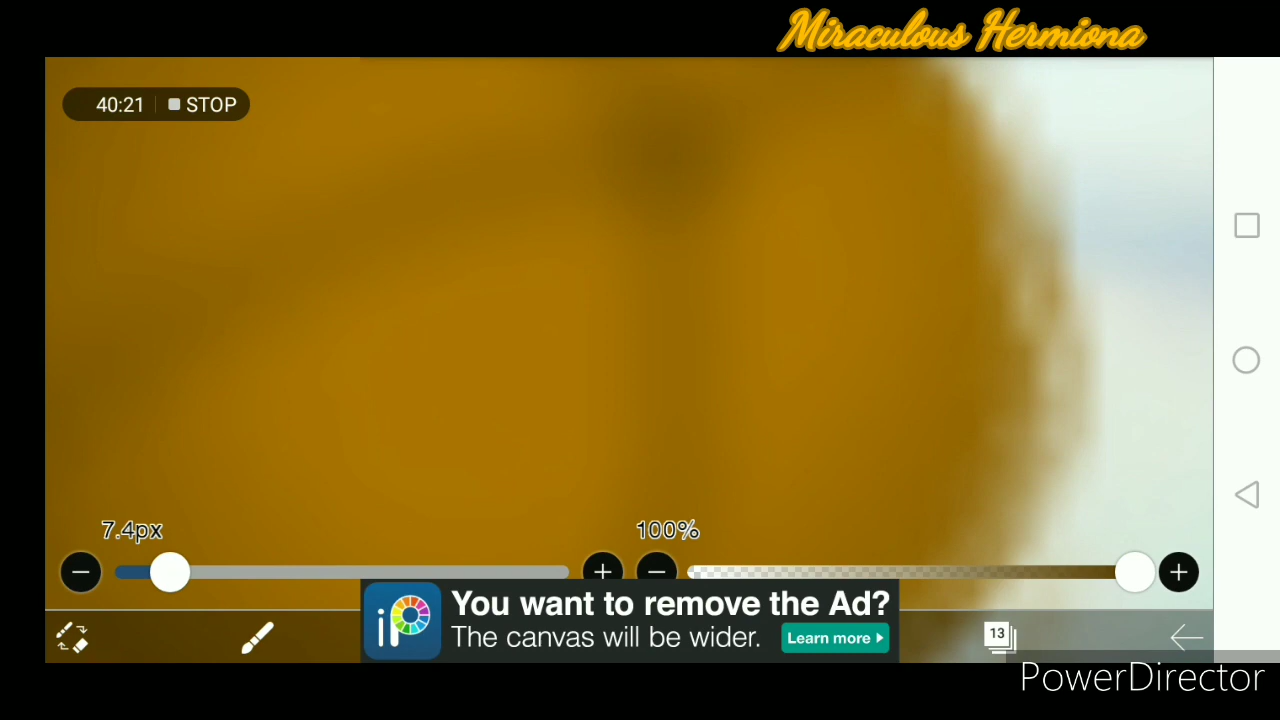 Miraculous Hermiona
40:21 STOP
7.4px
100%
You want to remove the Ad?
The canvas will be wider.
Learn more
iP
13
PowerDirector